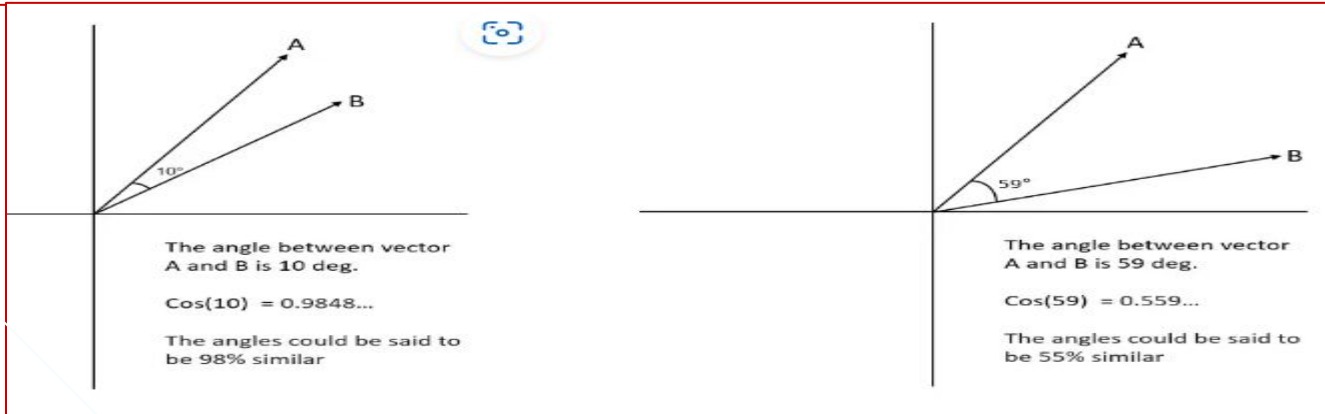 A
B
10°
The angle between vector
A and B is 10 deg.
Cos(10) = 0.9848...
The angles could be said to
be 98% similar
A
B
59°
The angle between vector
A and B is 59 deg.
Cos(59) = 0.559...
The angles could be said to
be 55% similar